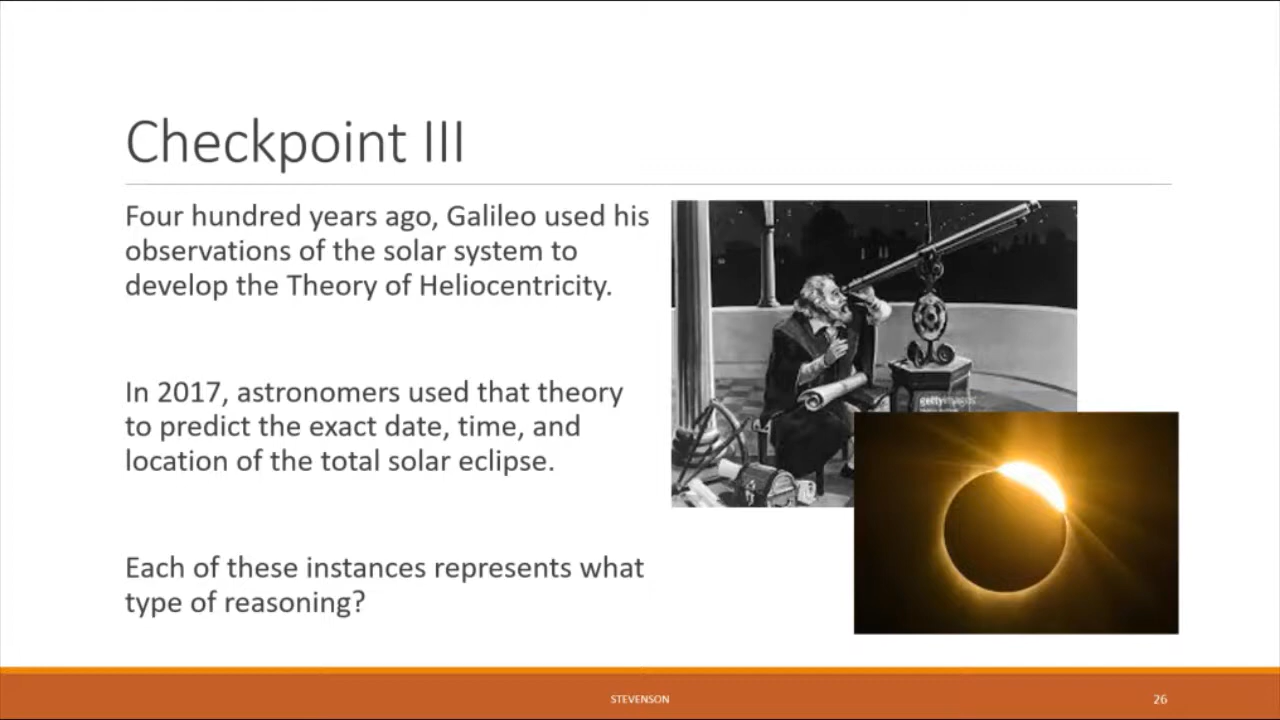 Checkpoint III
Four hundred years ago, Galileo used his
observations of the solar system to
develop the Theory of Heliocentricity.
In 2017, astronomers used that theory
to predict the exact date, time, and
location of the total solar eclipse.
Each of these instances represents what
type of reasoning?
gettyimages
STEVENSON
26